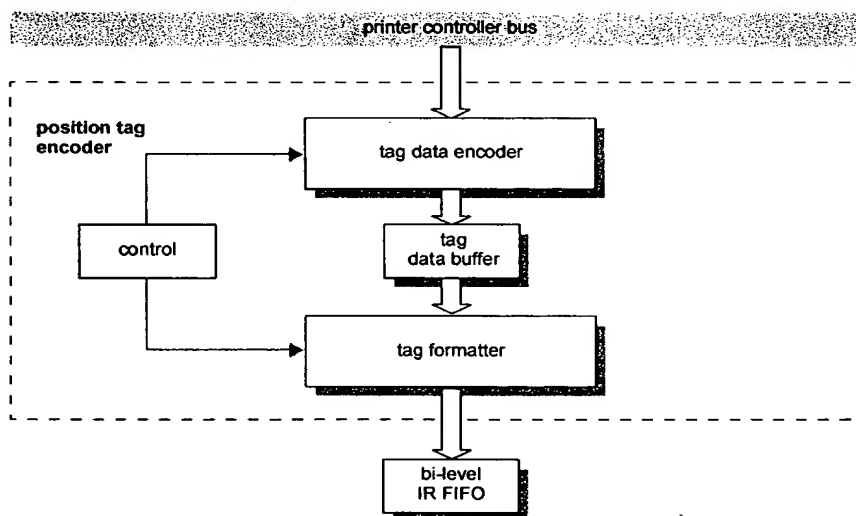 printer controller bus
position tag
encoder
tag data encoder
control
tag
data buffer
tag formatter
bi-level
IR FIFO